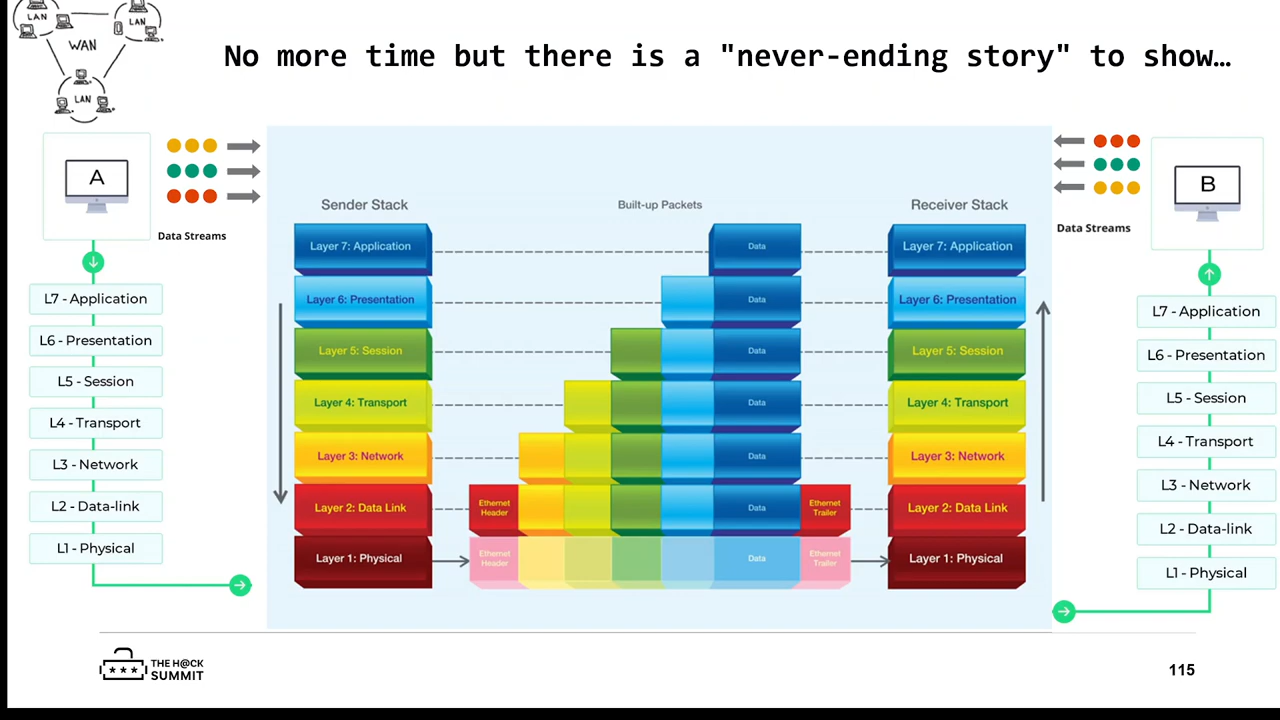 LAN
LAN
WAN
LAN
No more time but there is a "never-ending story" to show…
A
Data Streams
L7 - Application
L6 - Presentation
L5 - Session
L4 - Transport
L3 - Network
L2 - Data-link
L1 - Physical
Sender Stack
Built-up Packets
Receiver Stack
Layer 7: Application
Data
Layer 7: Application
Layer 6: Presentation
Data
Layer 6: Presentation
Layer 5: Session
Data
Layer 5: Session
Layer 4: Transport
Data
Layer 4: Transport
Layer 3: Network
Data
Layer 3: Network
Layer 2: Data Link
Ethernet
Header
Data
Ethernet
Trailer
Layer 2: Data Link
Layer 1: Physical
Ethernet
Header
Data
Ethernet
Trailer
Layer 1: Physical
B
Data Streams
L7 - Application
L6 - Presentation
L5 - Session
L4 - Transport
L3 - Network
L2 - Data-link
L1 - Physical
THE H@CK
SUMMIT
115